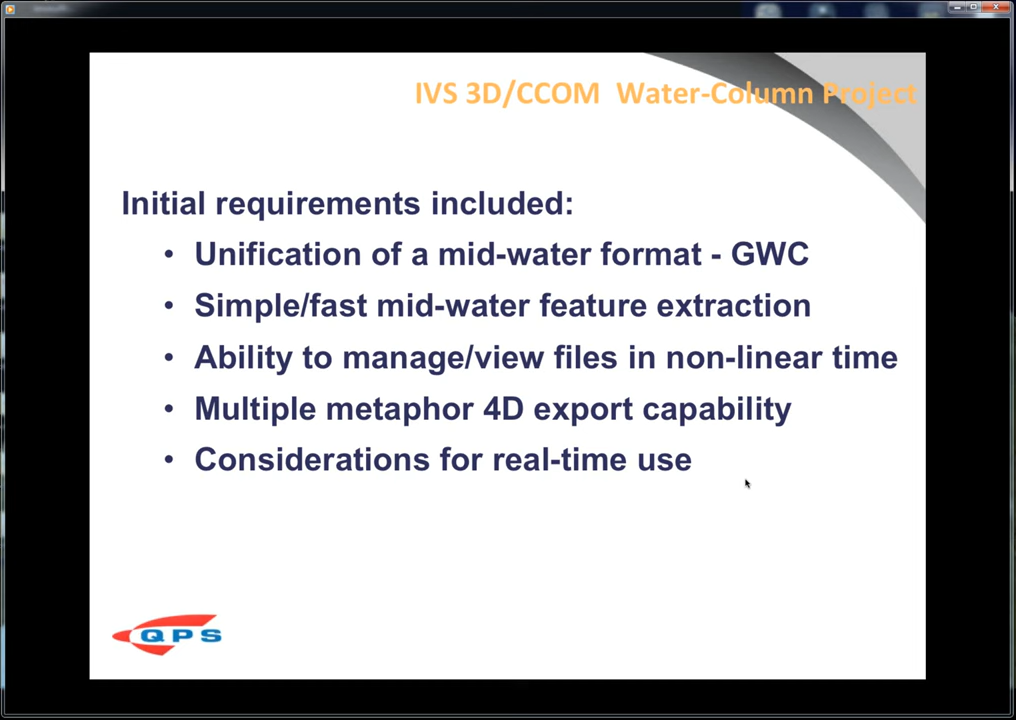 IVS 3D/CCOM Water-Column Project
Initial requirements included:
• Unification of a mid-water format - GWC
• Simple/fast mid-water feature extraction
• Ability to manage/view files in non-linear time
• Multiple metaphor 4D export capability
• Considerations for real-time use
QPS